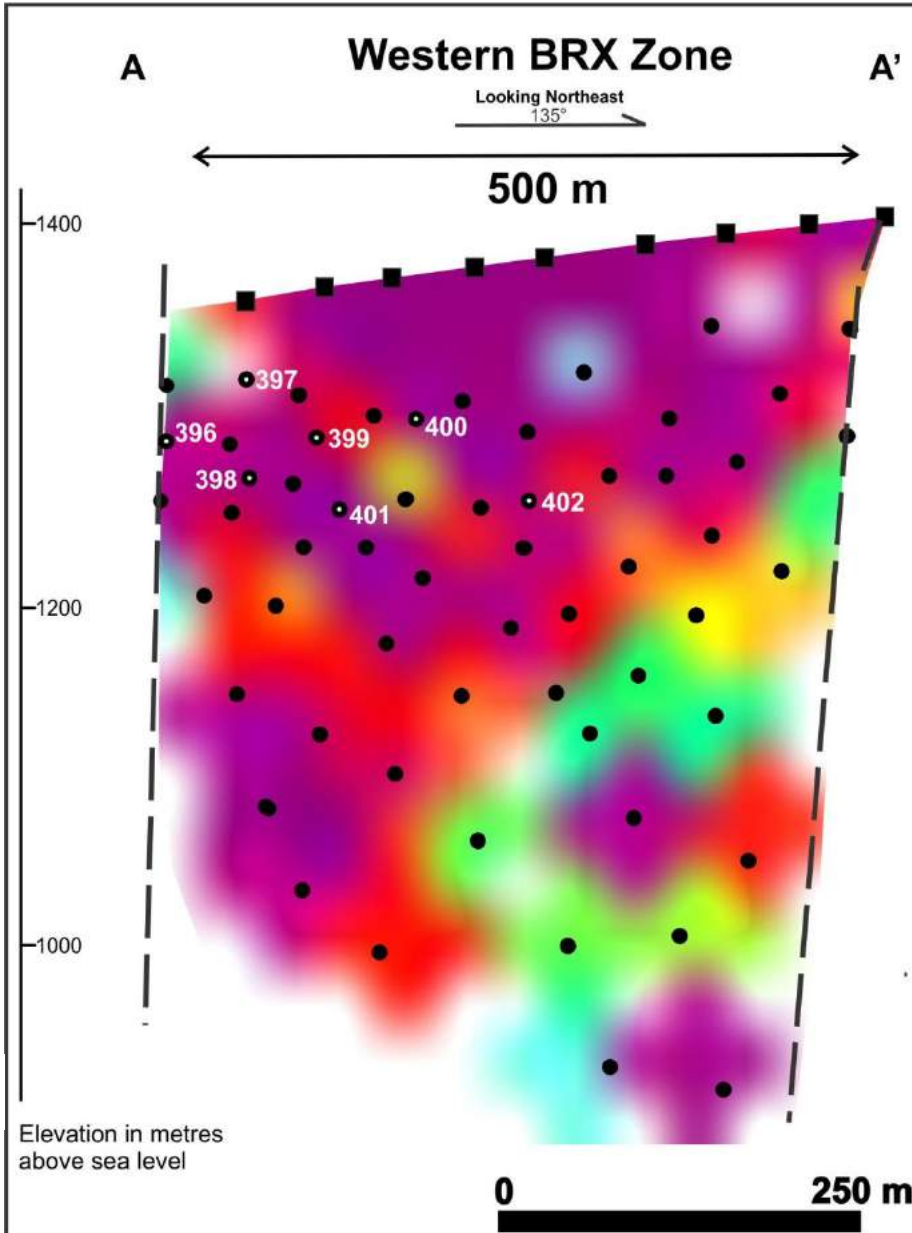 A
Western BRX Zone
A'
Looking Northeast
135°
500 m
1400
397
396
399
400
398
401
402
1200
1000
Elevation in metres
above sea level
0
250 m